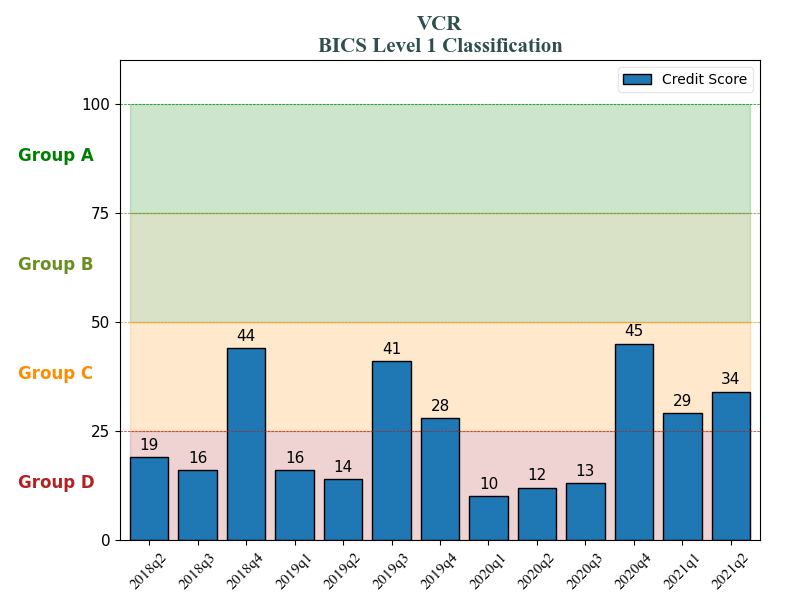 VCR
BICS Level 1 Classification
Credit Score
100
Group A
75
Group B
50
Group C
25
Group D
0
19
16
44
16
14
41
28
10
12
13
45
29
34
2018q2
2018q3
2018q4
2019q1
2019q2
2019q3
2019q4
2020q1
2020q2
2020q3
2020q4
2021q1
2021q2